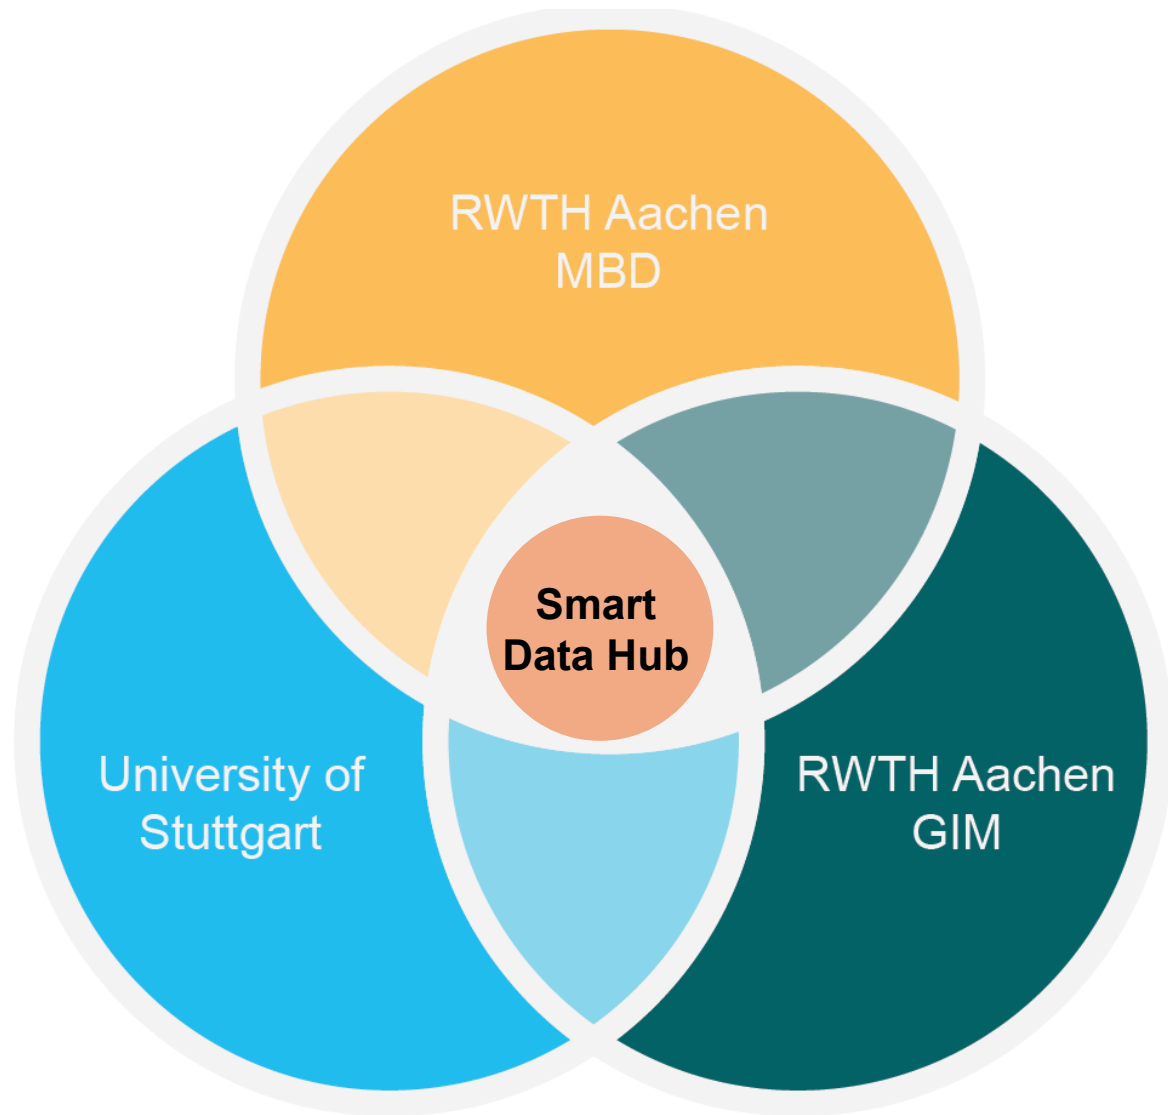 RWTH Aachen
MBD
Smart
Data Hub
University of
Stuttgart
RWTH Aachen
GIM